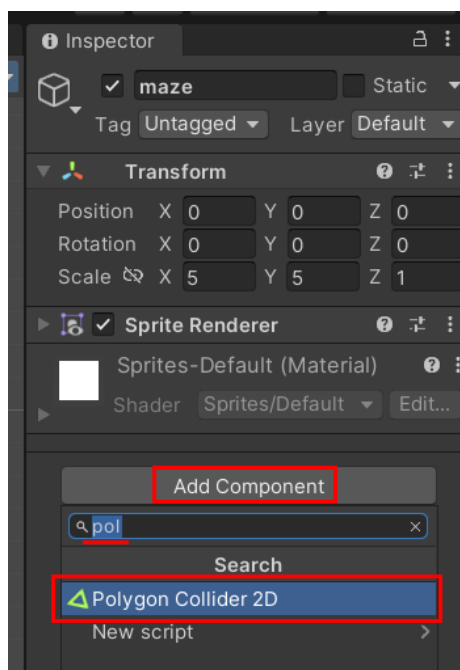 Inspector
maze Static
Tag Untagged Layer Default
Transform
Position X 0 Y 0 Z 0
Rotation X 0 Y 0 Z 0
Scale X 5 Y 5 Z 1
Sprite Renderer
Sprites-Default (Material)
Shader Sprites/Default Edit...
Add Component
pol
Search
Polygon Collider 2D
New script